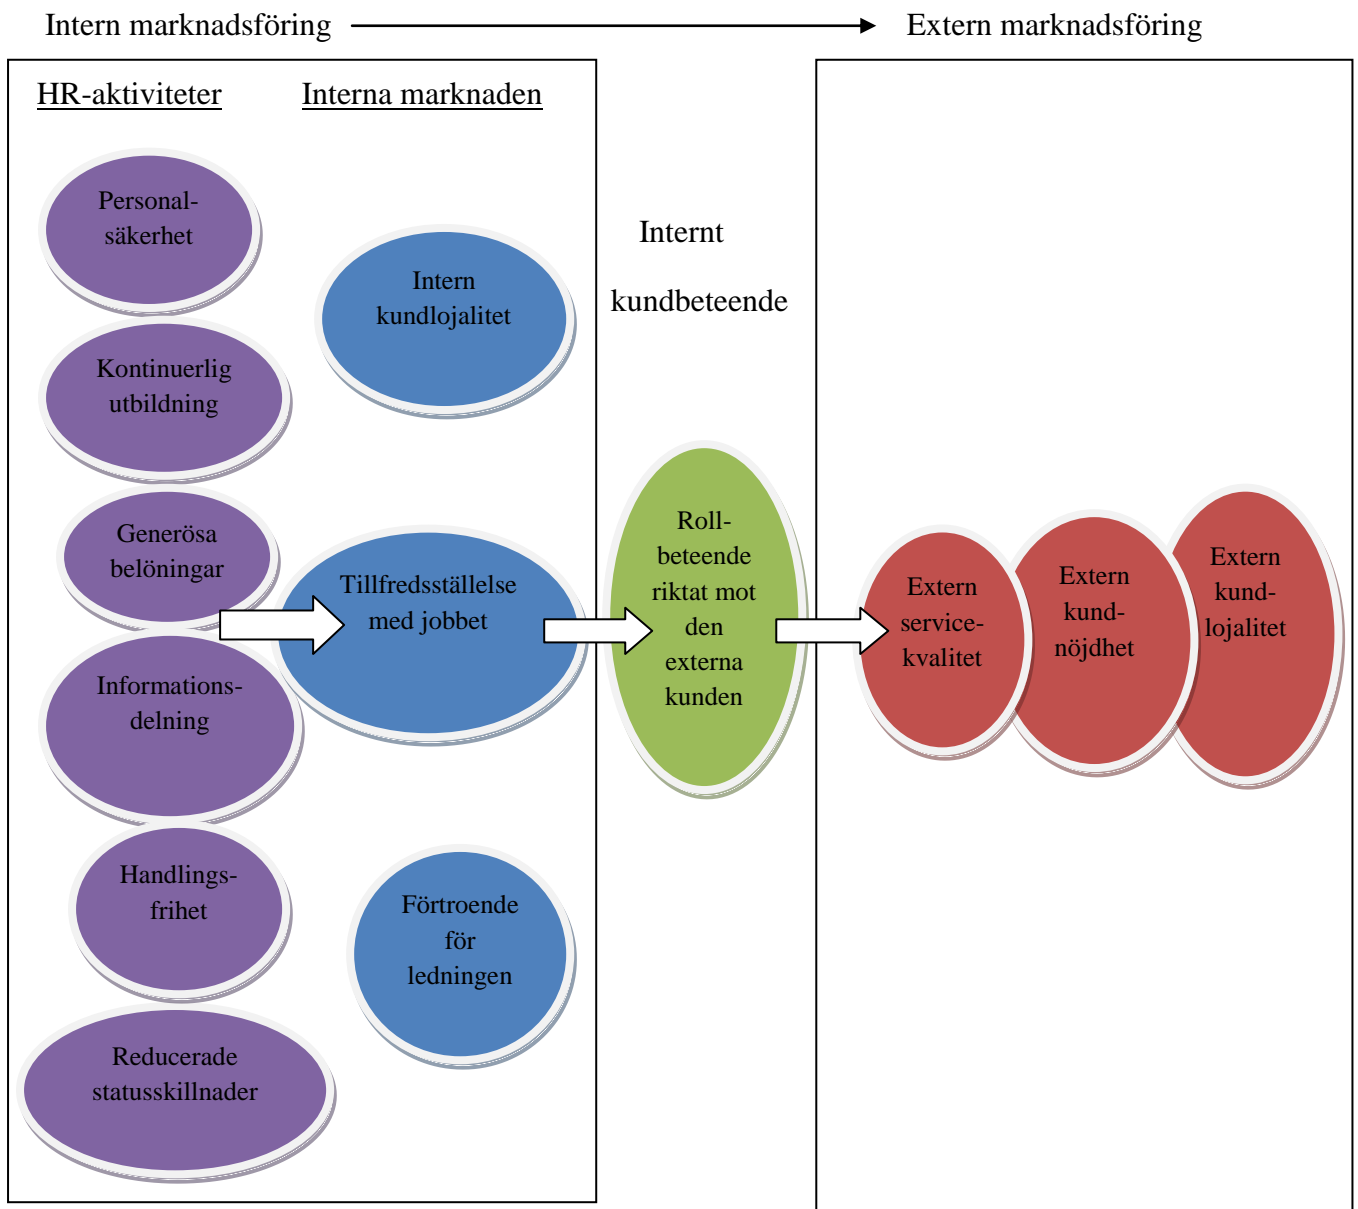 Intern marknadsföring
Extern marknadsföring
HR-aktiviteter
Interna marknaden
Personal-
säkerhet
Kontinuerlig
utbildning
Generösa
belöningar
Informations-
delning
Handlings-
frihet
Reducerade
statusskillnader
Intern
kundlojalitet
Tillfredsställelse
med jobbet
Förtroende
för
ledningen
Internt
kundbeteende
Roll-
beteende
riktat mot
den
externa
kunden
Extern
service-
kvalitet
Extern
kund-
nöjdhet
Extern
kund-
lojalitet